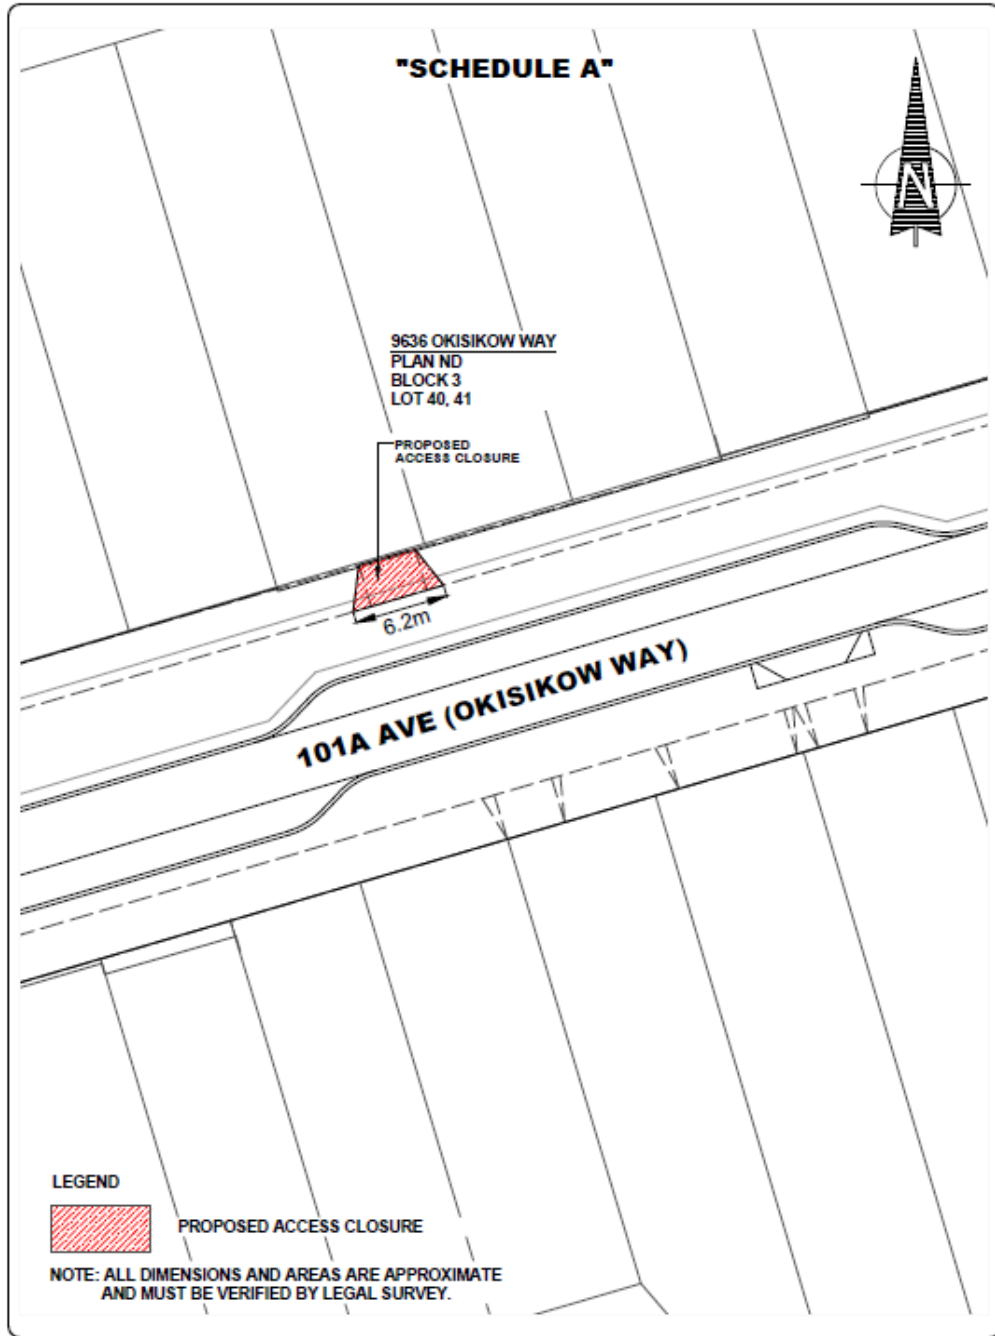 "SCHEDULE A"
N
9636 OKISIKOW WAY
PLAN ND
BLOCK 3
LOT 40, 41
PROPOSED
ACCESS CLOSURE
6.2m
101A AVE (OKISIKOW WAY)
LEGEND
PROPOSED ACCESS CLOSURE
NOTE: ALL DIMENSIONS AND AREAS ARE APPROXIMATE
AND MUST BE VERIFIED BY LEGAL SURVEY.